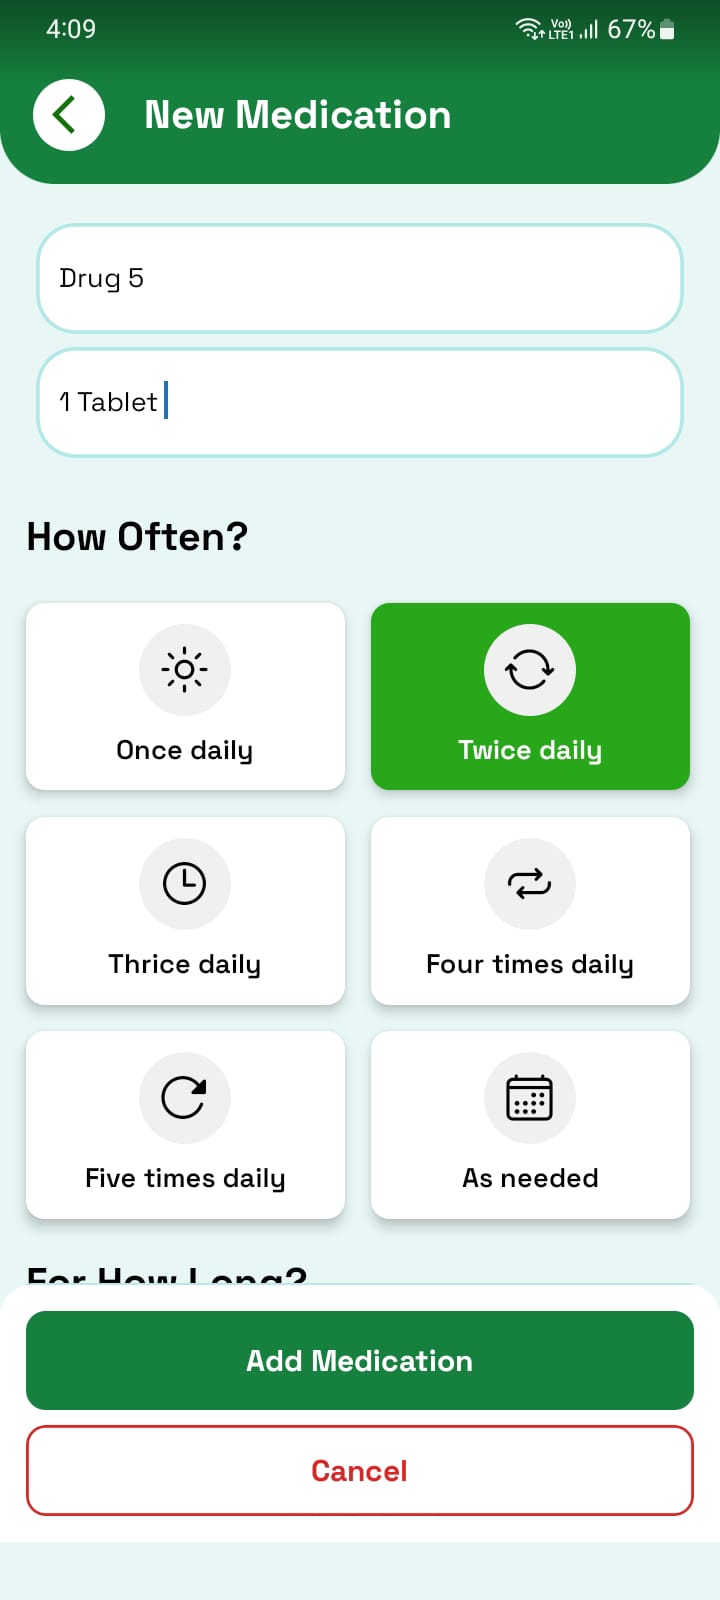 4:09
Vo)) LTE1 67%
New Medication
Drug 5
1 Tablet
How Often?
Once daily
Twice daily
Thrice daily
Four times daily
Five times daily
As needed
For How Long?
Add Medication
Cancel